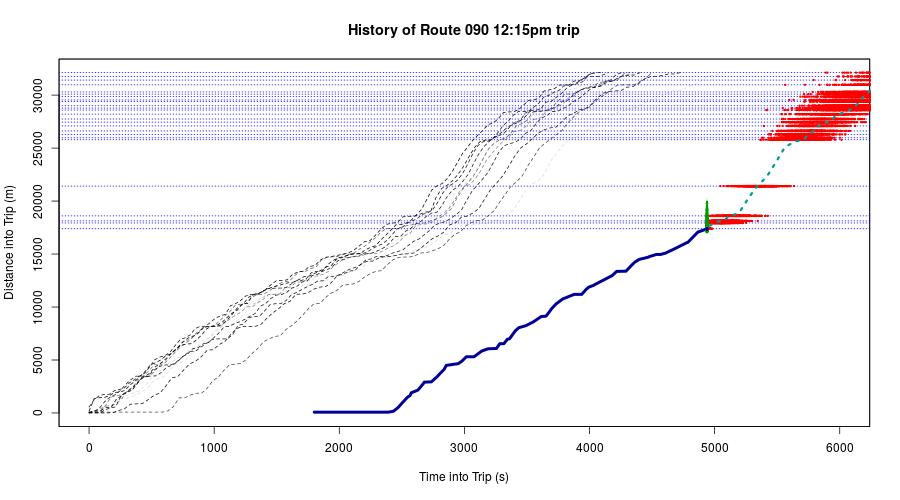 History of Route 090 12:15pm trip
Distance into Trip (m)
30000
25000
20000
15000
10000
5000
0
0 1000 2000 3000 4000 5000 6000
Time into Trip (s)